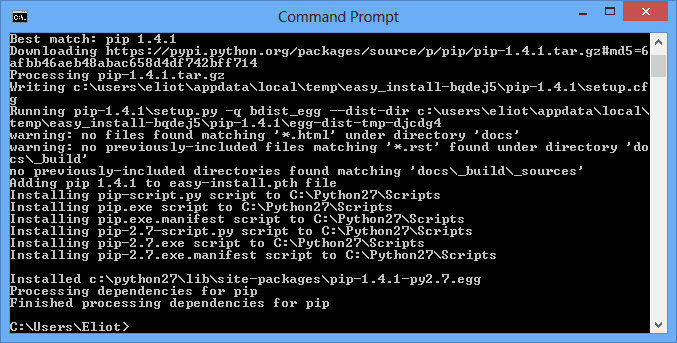 Command Prompt
Best match: pip 1.4.1
Downloading https://pypi.python.org/packages/source/p/pip/pip-1.4.1.tar.gz#md5=6
afbb46aeb48abac658d4df742bff714
Processing pip-1.4.1.tar.gz
Writing c:\users\eliot\appdata\local\temp\easy_install-bqdej5\pip-1.4.1\setup.cf
g
Running pip-1.4.1\setup.py -q bdist_egg --dist-dir c:\users\eliot\appdata\local\
temp\easy_install-bqdej5\pip-1.4.1\egg-dist-tmp-djcdg4
warning: no files found matching '*.html' under directory 'docs'
warning: no previously-included files matching '*.rst' found under directory 'do
cs\_build'
no previously-included directories found matching 'docs\_build\_sources'
Adding pip 1.4.1 to easy-install.pth file
Installing pip-script.py script to C:\Python27\Scripts
Installing pip.exe script to C:\Python27\Scripts
Installing pip.exe.manifest script to C:\Python27\Scripts
Installing pip-2.7-script.py script to C:\Python27\Scripts
Installing pip-2.7.exe script to C:\Python27\Scripts
Installing pip-2.7.exe.manifest script to C:\Python27\Scripts
Installed c:\python27\lib\site-packages\pip-1.4.1-py2.7.egg
Processing dependencies for pip
Finished processing dependencies for pip
C:\Users\Eliot>